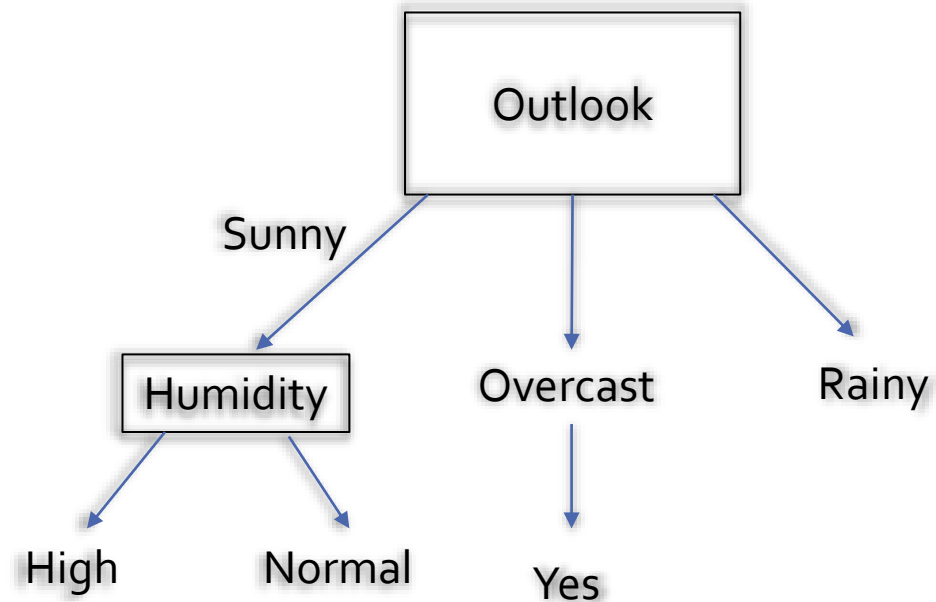 Outlook
Sunny
Humidity
Overcast
Rainy
High
Normal
Yes